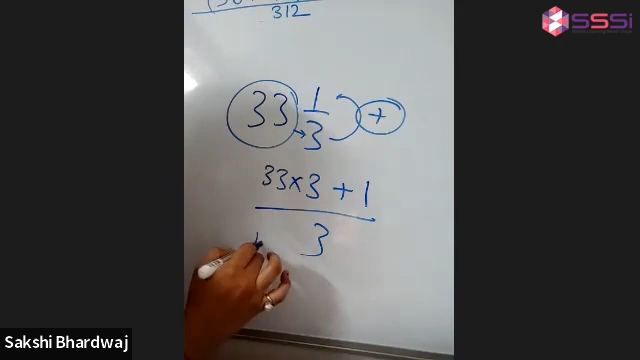 312
SSSi
33 1/3 +
33×3 + 1
3
Sakshi Bhardwaj